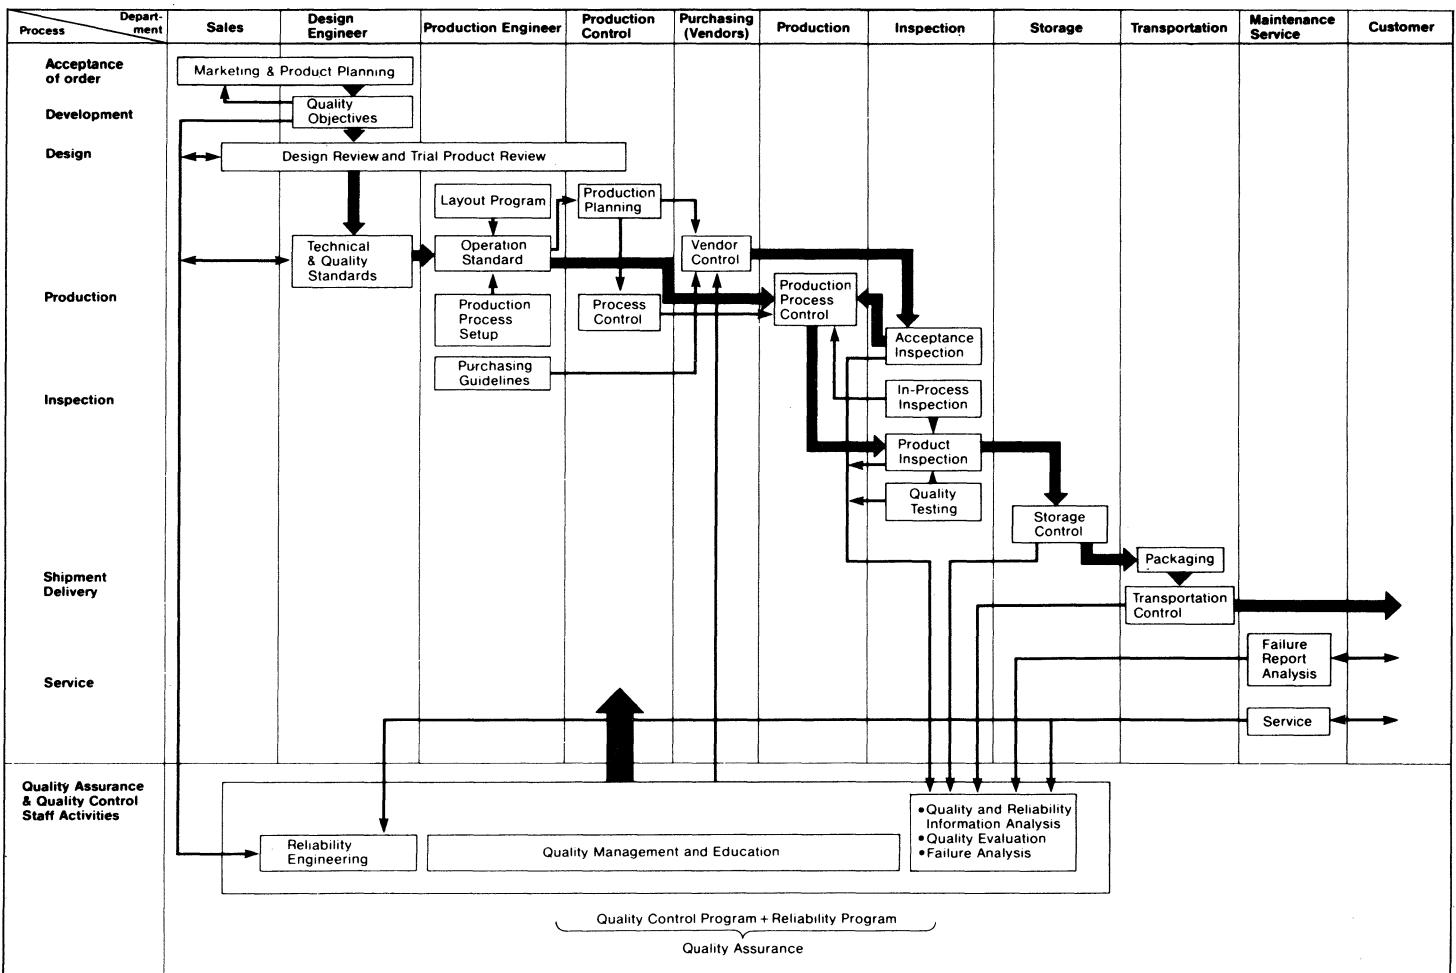 Depart-
ment
Process
Sales
Design
Engineer
Production Engineer
Production
Control
Purchasing
(Vendors)
Production
Inspection
Storage
Transportation
Maintenance
Service
Customer
Acceptance
of order
Marketing & Product Planning
Development
Quality
Objectives
Design
Design Review and Trial Product Review
Layout Program
Production
Planning
Technical
& Quality
Standards
Operation
Standard
Vendor
Control
Production
Production
Process
Setup
Process
Control
Production
Process
Control
Acceptance
Inspection
Purchasing
Guidelines
Inspection
In-Process
Inspection
Product
Inspection
Quality
Testing
Storage
Control
Packaging
Shipment
Delivery
Transportation
Control
Failure
Report
Analysis
Service
Service
Quality Assurance
& Quality Control
Staff Activities
Reliability
Engineering
Quality Management and Education
•Quality and Reliability
Information Analysis
•Quality Evaluation
•Failure Analysis
Quality Control Program + Reliability Program
Quality Assurance